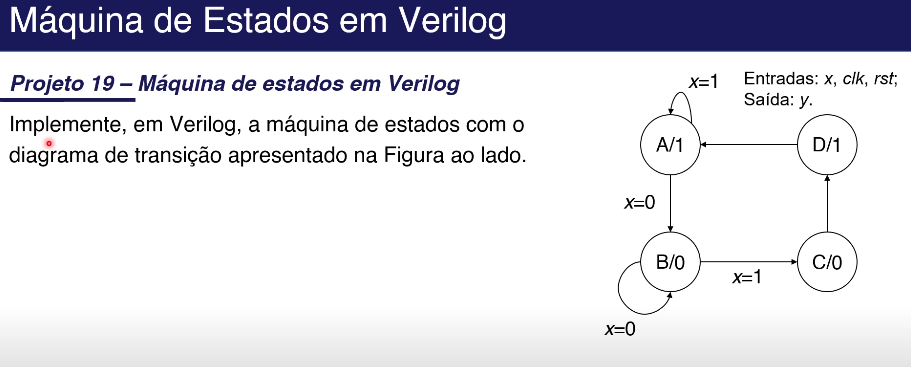 Máquina de Estados em Verilog
Projeto 19 – Máquina de estados em Verilog
Implemente, em Verilog, a máquina de estados com o
diagrama de transição apresentado na Figura ao lado.
Entradas: x, clk, rst;
Saída: y.
x=1
A/1
D/1
x=0
B/0
C/0
x=1
x=0